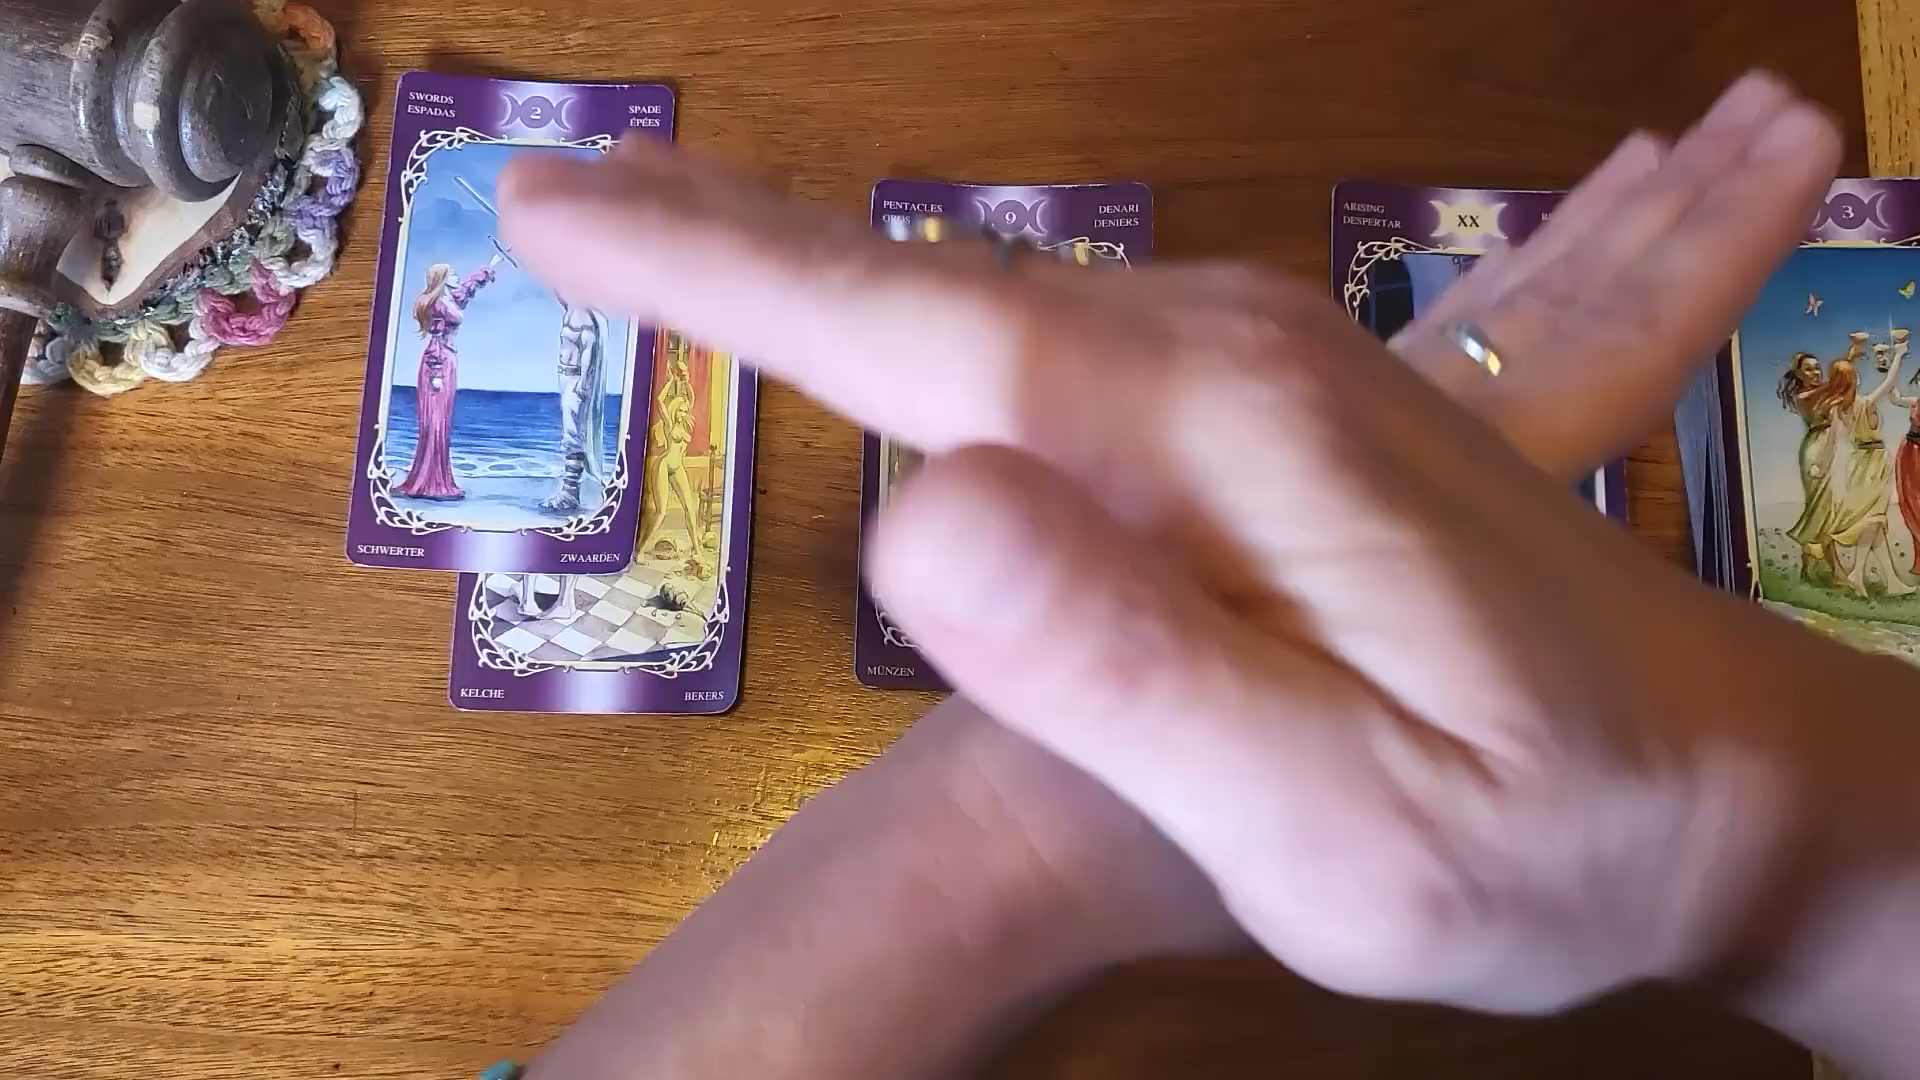 SWORDS
ESPADAS
2
SPADE
ÉPÉES
SCHWERTER
ZWAARDEN
KELCHE
BEKERS
PENTACLES
OROS
9
DENARI
DENIERS
MÜNZEN
ARISING
DESPERTAR
XX
3